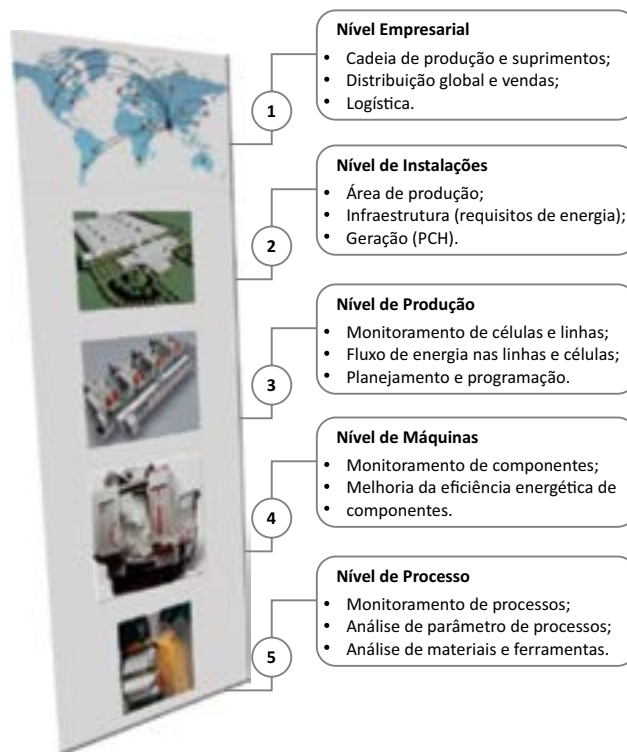 Nível Empresarial
• Cadeia de produção e suprimentos;
• Distribuição global e vendas;
• Logística.
1
Nível de Instalações
• Área de produção;
• Infraestrutura (requisitos de energia);
• Geração (PCH).
2
Nível de Produção
• Monitoramento de células e linhas;
• Fluxo de energia nas linhas e células;
• Planejamento e programação.
3
Nível de Máquinas
• Monitoramento de componentes;
• Melhoria da eficiência energética de
• componentes.
4
Nível de Processo
• Monitoramento de processos;
• Análise de parâmetro de processos;
• Análise de materiais e ferramentas.
5